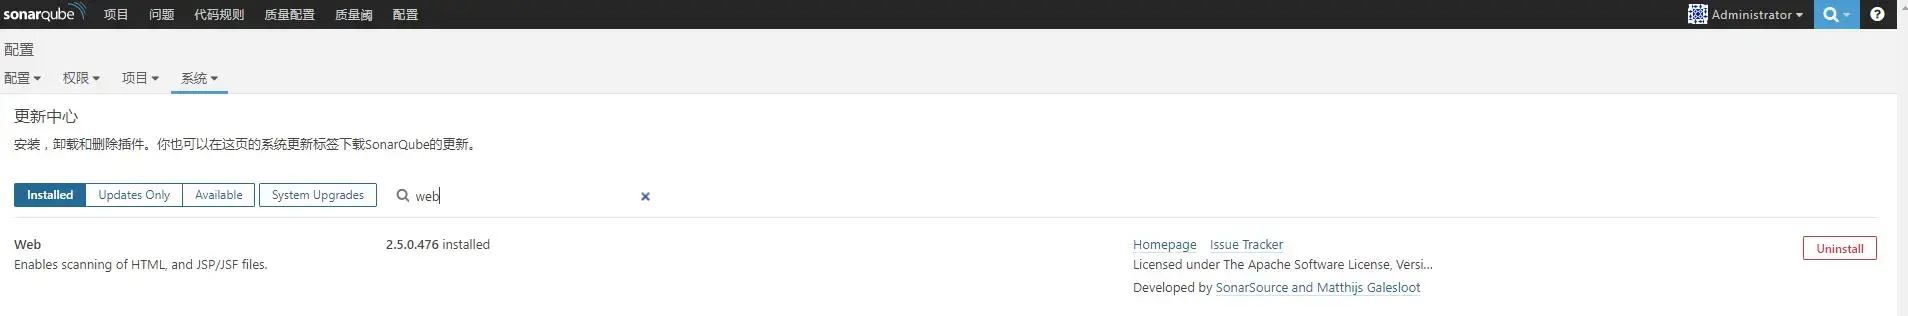 sonarqube 项目 问题 代码规则 质量配置 质量阈 配置 Administrator
配置
配置 权限 项目 系统
更新中心
安装，卸载和删除插件。你也可以在这页的系统更新标签下载SonarQube的更新。
Installed Updates Only Available System Upgrades web
Web 2.5.0.476 installed Homepage Issue Tracker Uninstall
Enables scanning of HTML, and JSP/JSF files. Licensed under The Apache Software License, Versi...
Developed by SonarSource and Matthijs Galesloot